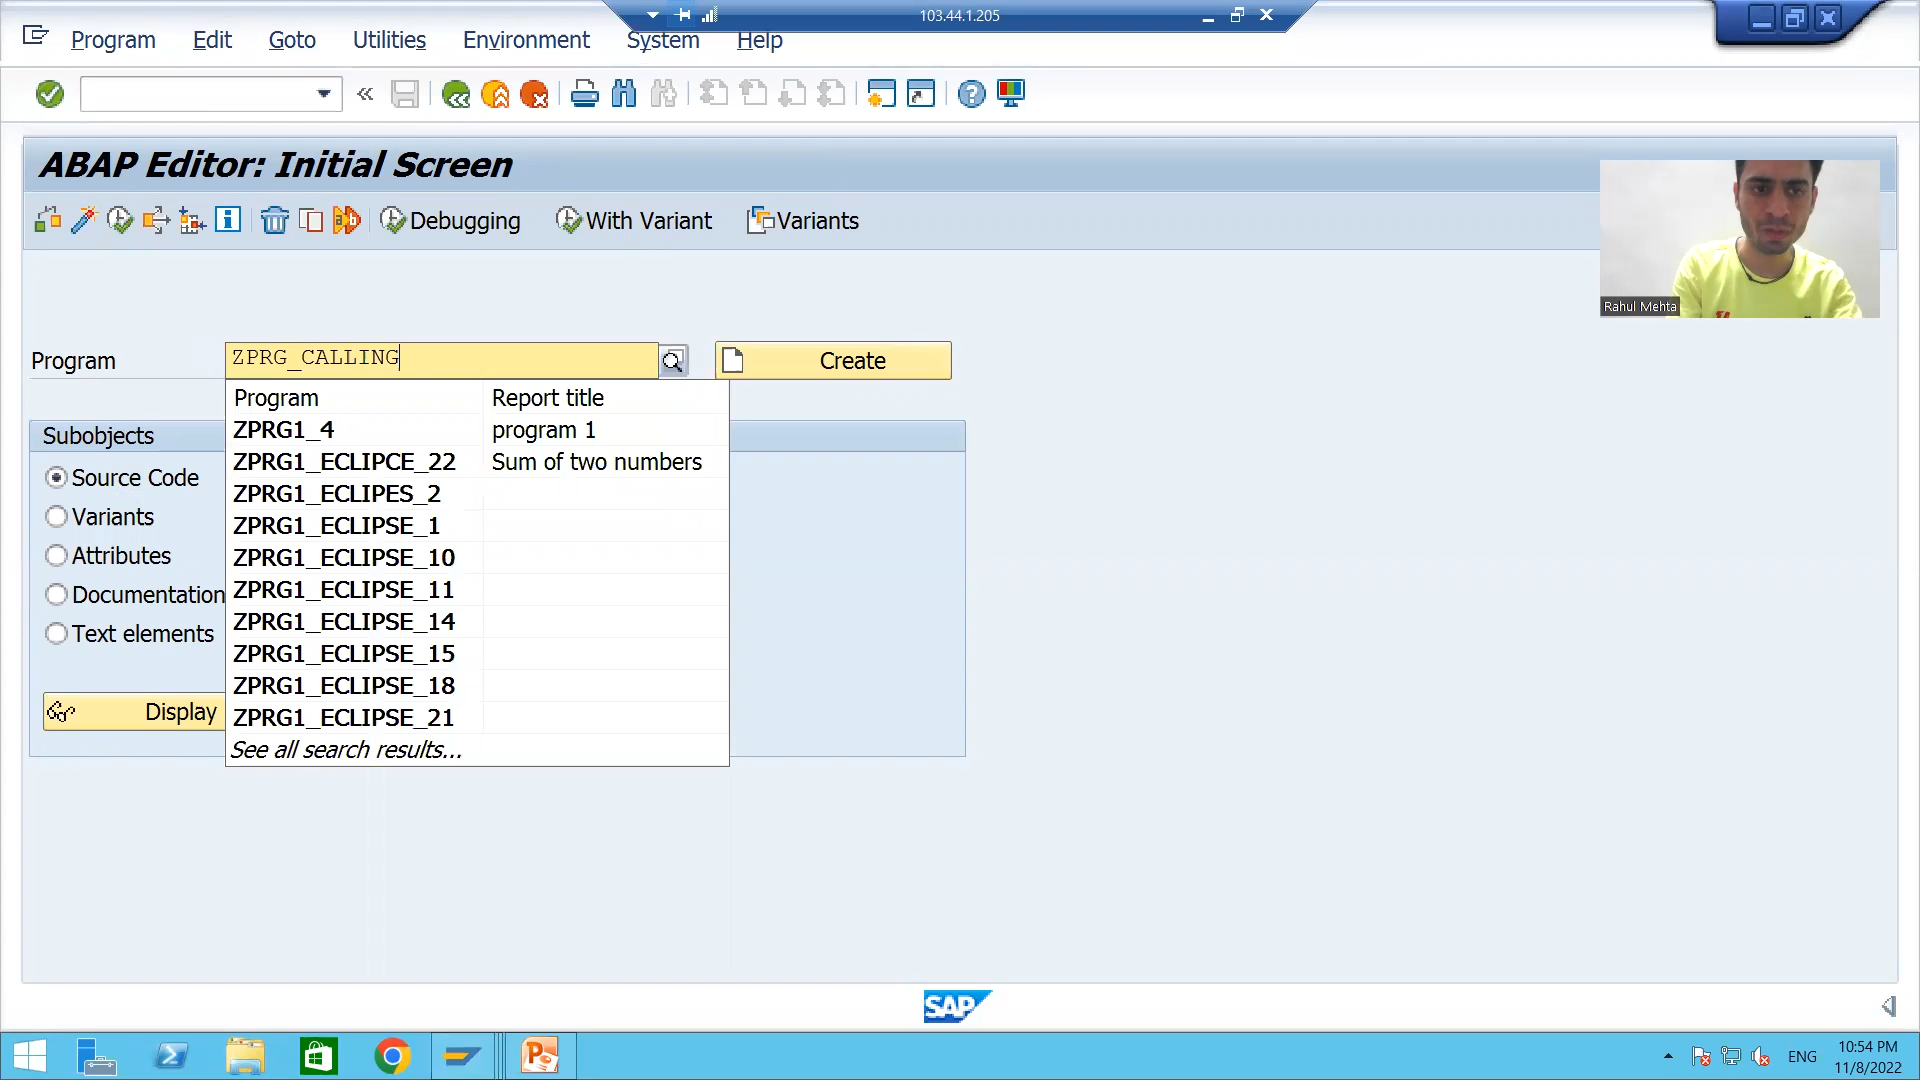 103.44.1.205
Program Edit Goto Utilities Environment System Help
ABAP Editor: Initial Screen
Debugging With Variant Variants
Rahul Mehta
Program ZPRG_CALLING Create
Program Report title
ZPRG1_4 program 1
ZPRG1_ECLIPCE_22 Sum of two numbers
ZPRG1_ECLIPES_2
ZPRG1_ECLIPSE_1
ZPRG1_ECLIPSE_10
ZPRG1_ECLIPSE_11
ZPRG1_ECLIPSE_14
ZPRG1_ECLIPSE_15
ZPRG1_ECLIPSE_18
ZPRG1_ECLIPSE_21
See all search results...
Subobjects
Source Code
Variants
Attributes
Documentation
Text elements
Display
SAP
ENG
10:54 PM
11/8/2022